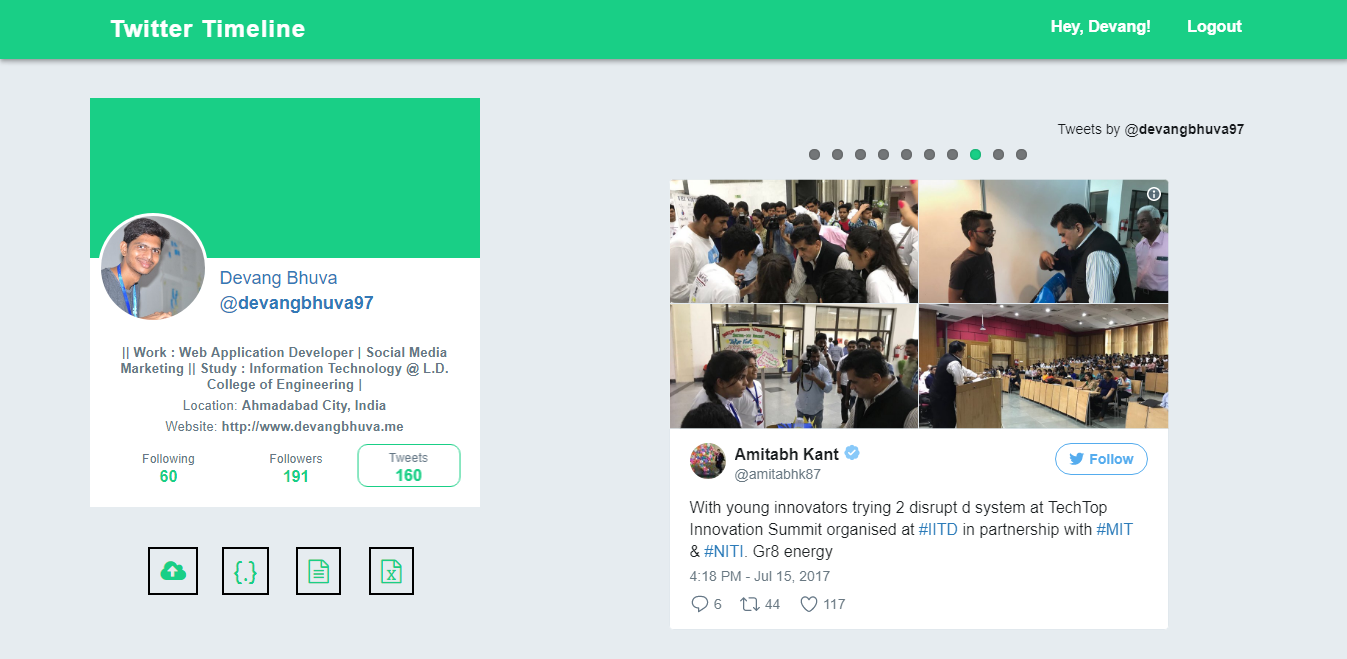 Twitter Timeline
Hey, Devang!
Logout
Devang Bhuva
@devangbhuva97
|| Work : Web Application Developer | Social Media
Marketing || Study : Information Technology @ L.D.
College of Engineering |
Location: Ahmadabad City, India
Website: http://www.devangbhuva.me
Following
60
Followers
191
Tweets
160
{.}
X
Tweets by @devangbhuva97
Amitabh Kant
@amitabhk87
Follow
With young innovators trying 2 disrupt d system at TechTop
Innovation Summit organised at #IITD in partnership with #MIT
& #NITI. Gr8 energy
4:18 PM - Jul 15, 2017
6
44
117